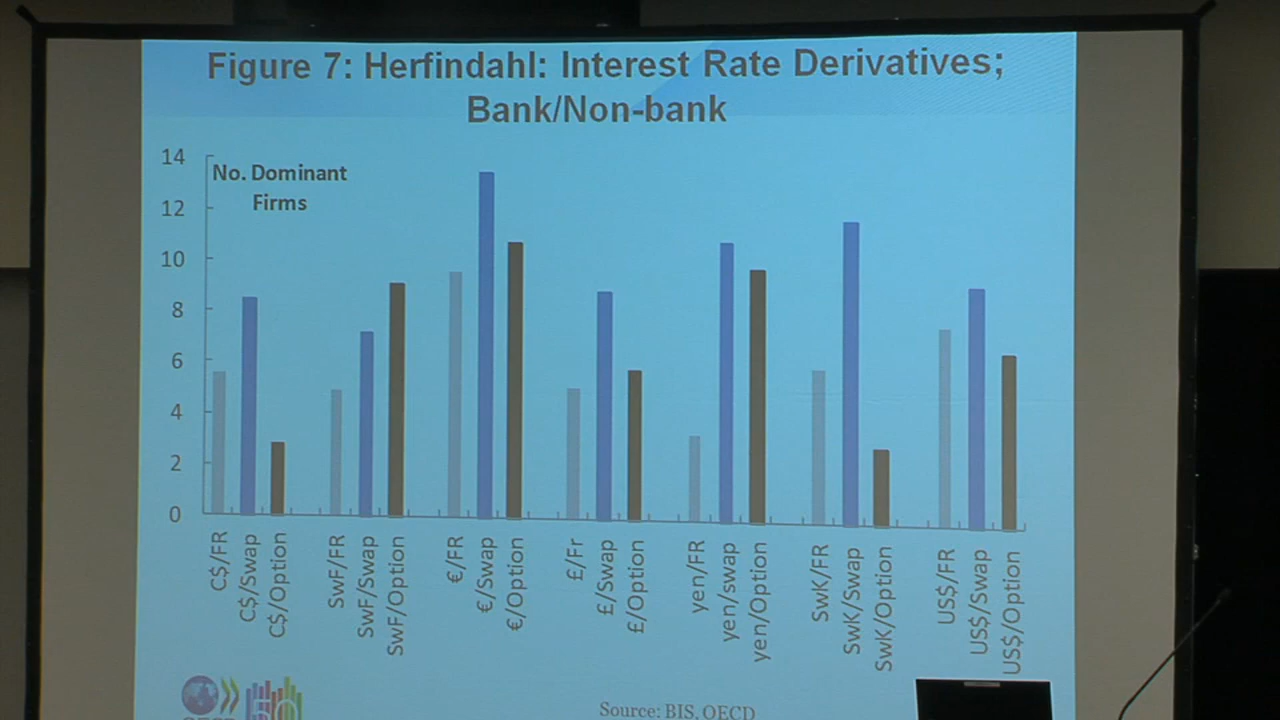 Figure 7: Herfindahl: Interest Rate Derivatives;
Bank/Non-bank
No. Dominant
Firms
14
12
10
8
6
4
2
0
C$/FR
C$/Swap
C$/Option
SwF/FR
SwF/Swap
SwF/Option
€/FR
€/Swap
€/Option
£/Fr
£/Swap
£/Option
yen/FR
yen/swap
yen/Option
SwK/FR
SwK/Swap
SwK/Option
US$/FR
US$/Swap
US$/Option
OECD
50
Source: BIS, OECD